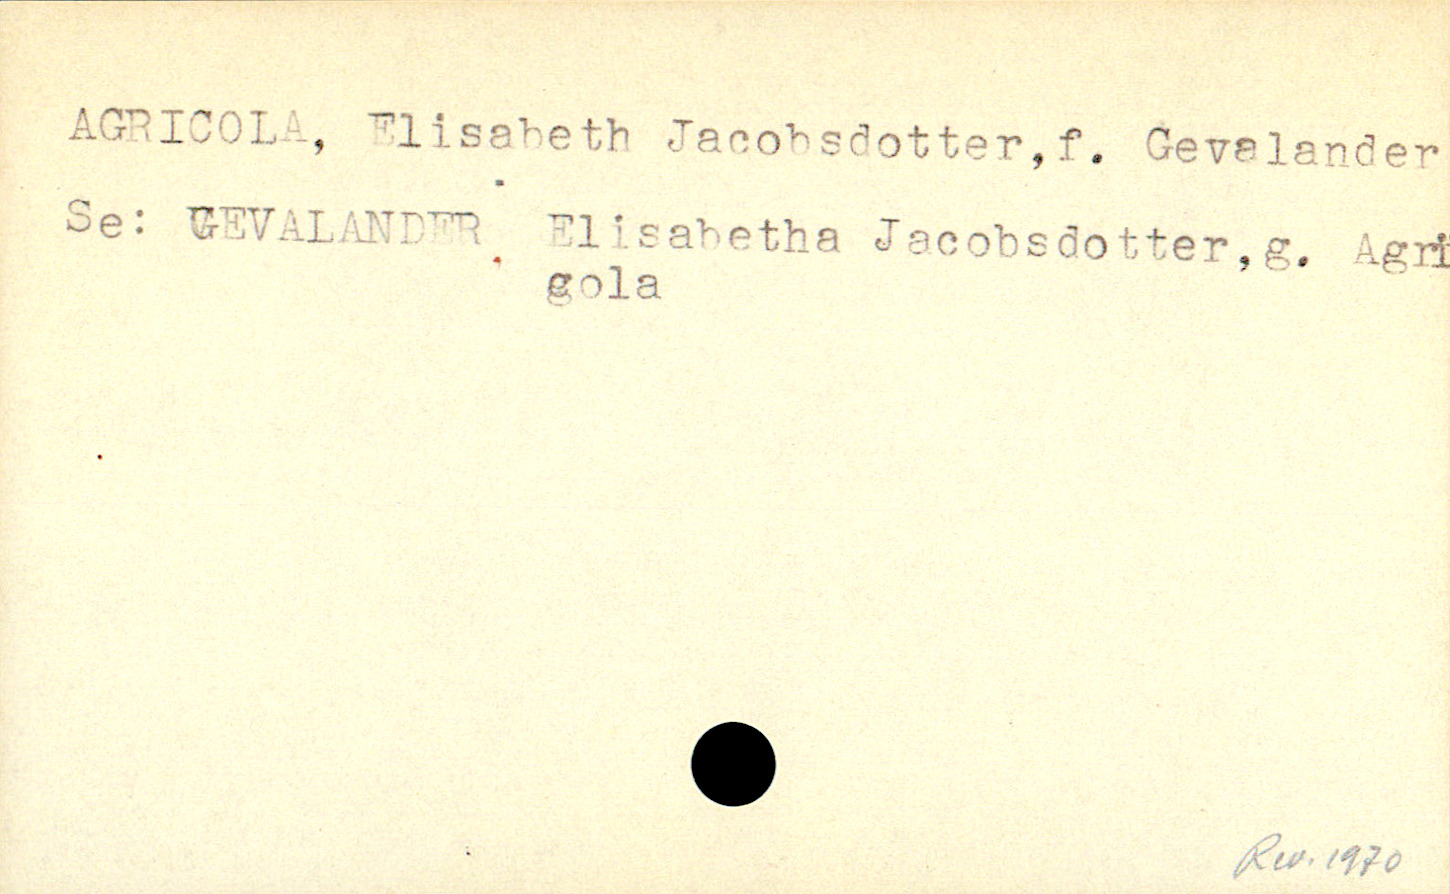 AGRICOLA, Elisabeth Jacobsdotter,f. Gevalander
Se: GEVALANDER Elisabetha Jacobsdotter,g. Agri
gola
Rev. 1970